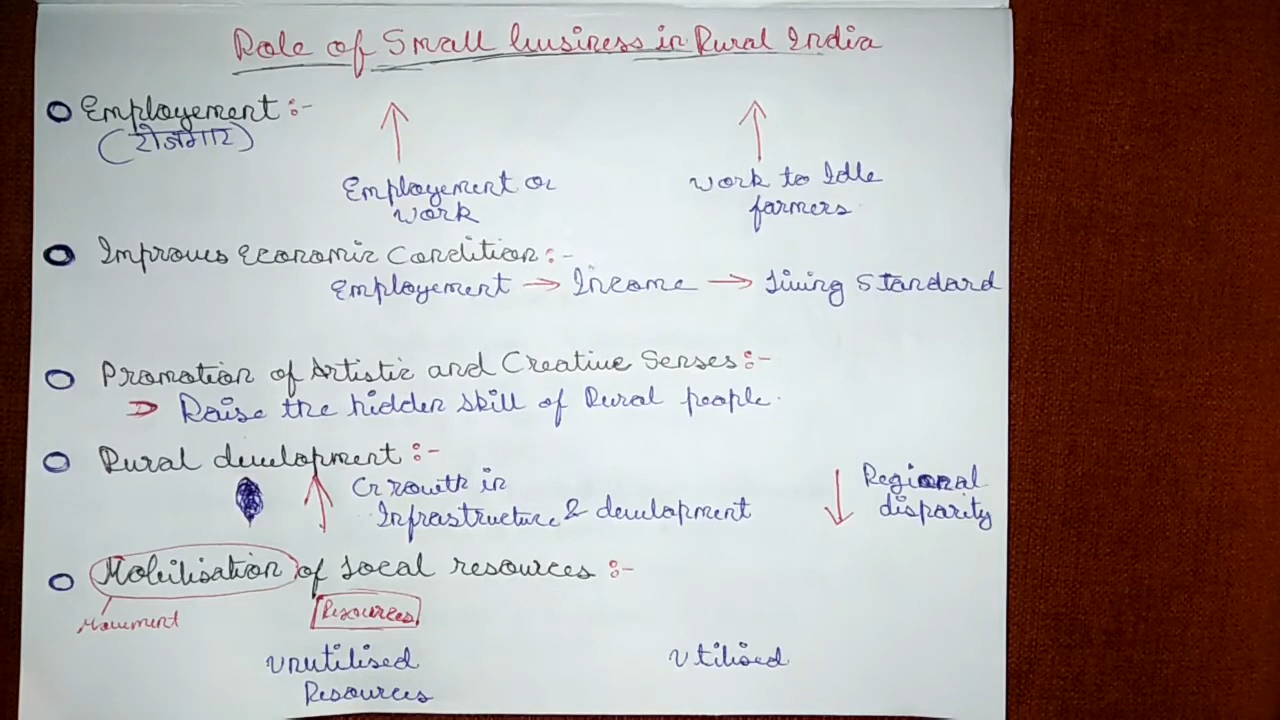 Role of Small business in Rural India
Employement :-
(रोजगार)
↑ ↑
Employement or
work
work to Idle
farmers
Improves Economic Condition :-
Employement → Income → Living Standard
Promotion of Artistic and Creative Senses :-
⇒ Raise the hidden skill of Rural people.
Rural development :-
↑ Growth in
Infrastructure & development
↓ Regional
disparity
Mobilisation of Local resources :-
Movement
Resources
Unutilised
Resources
Utilised